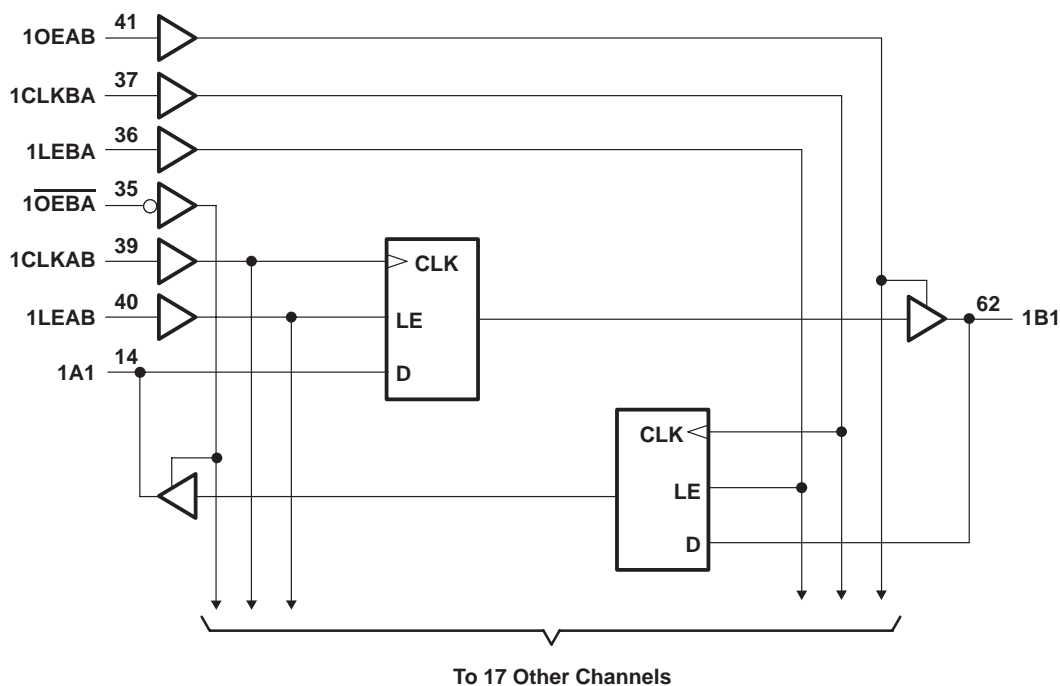 1OEAB 41
1CLKBA 37
1LEBA 36
1O̅E̅B̅A̅ 35
1CLKAB 39
1LEAB 40
1A1 14
CLK
LE
D
62 1B1
CLK
LE
D
To 17 Other Channels